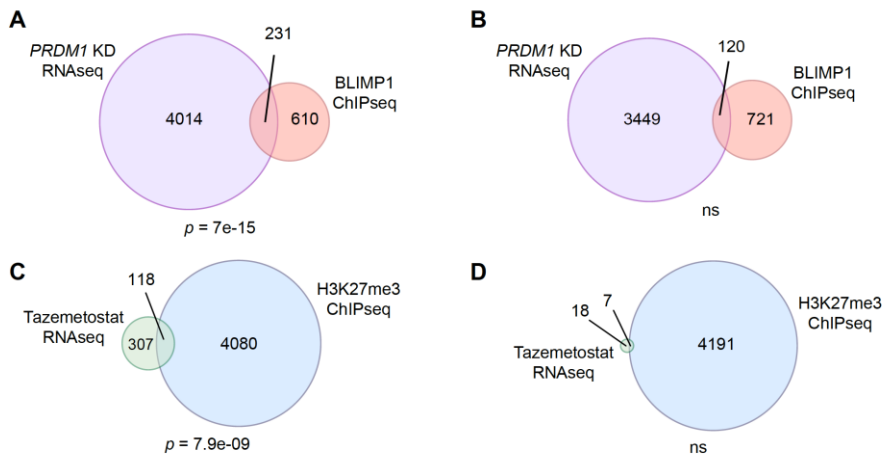 A
PRDM1 KD
RNAseq
231
BLIMP1
ChIPseq
4014
610
p = 7e-15
B
PRDM1 KD
RNAseq
120
BLIMP1
ChIPseq
3449
721
ns
C
118
Tazemetostat
RNAseq
H3K27me3
ChIPseq
307
4080
p = 7.9e-09
D
18
7
Tazemetostat
RNAseq
H3K27me3
ChIPseq
4191
ns